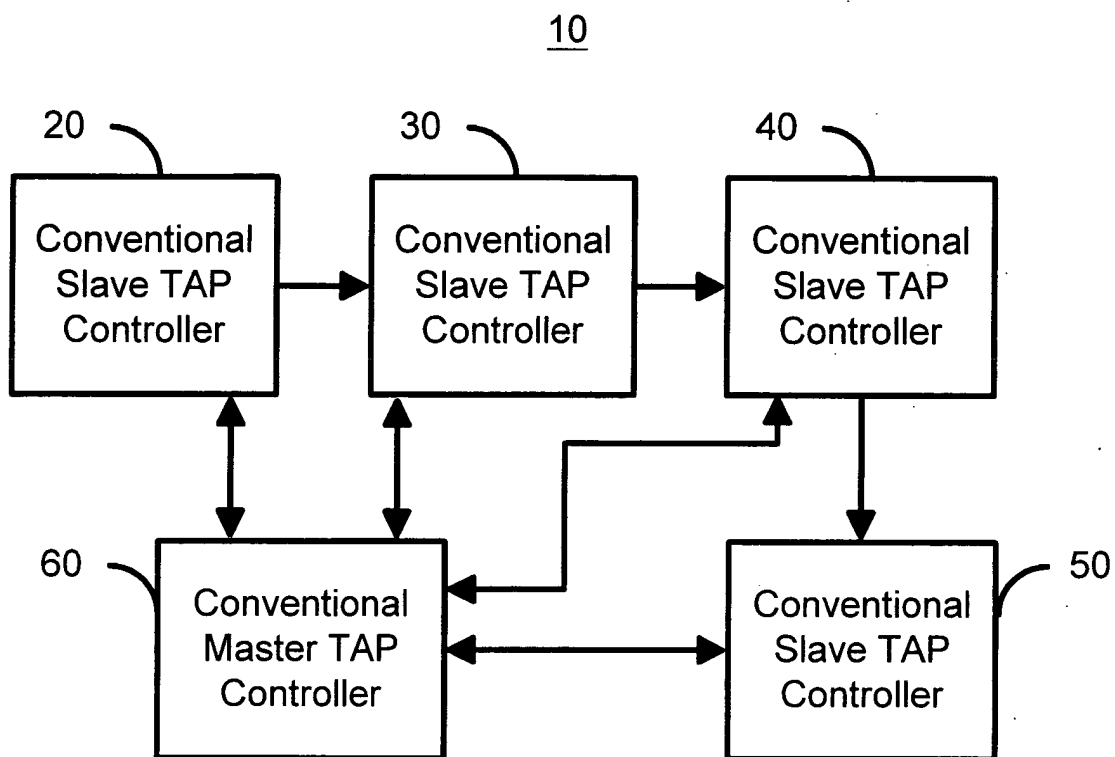 10
20
30
40
Conventional
Slave TAP
Controller
Conventional
Slave TAP
Controller
Conventional
Slave TAP
Controller
60
50
Conventional
Master TAP
Controller
Conventional
Slave TAP
Controller